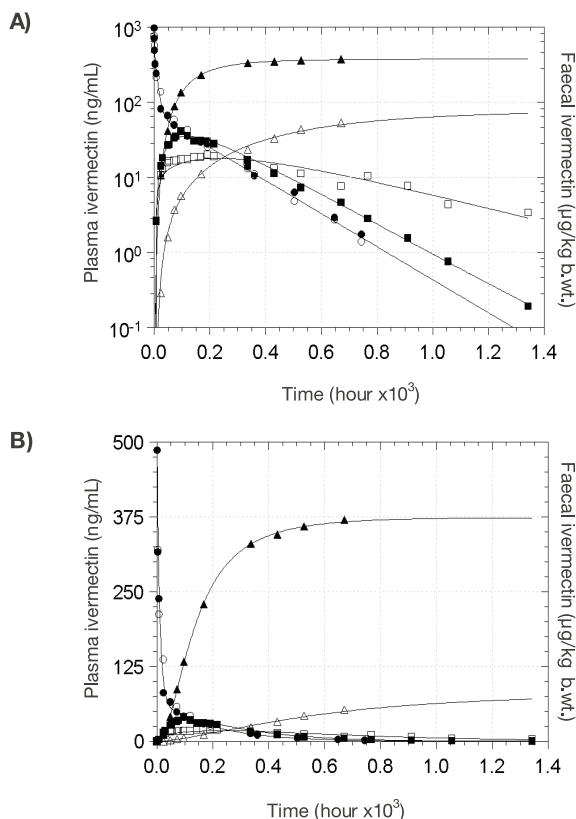 A)
10³
10²
10¹
10⁰
10⁻¹
Plasma ivermectin (ng/mL)
Faecal ivermectin (µg/kg b.wt.)
0.0 0.2 0.4 0.6 0.8 1.0 1.2 1.4
Time (hour x10³)
B)
500
375
250
125
0
Plasma ivermectin (ng/mL)
Faecal ivermectin (µg/kg b.wt.)
0.0 0.2 0.4 0.6 0.8 1.0 1.2 1.4
Time (hour x10³)